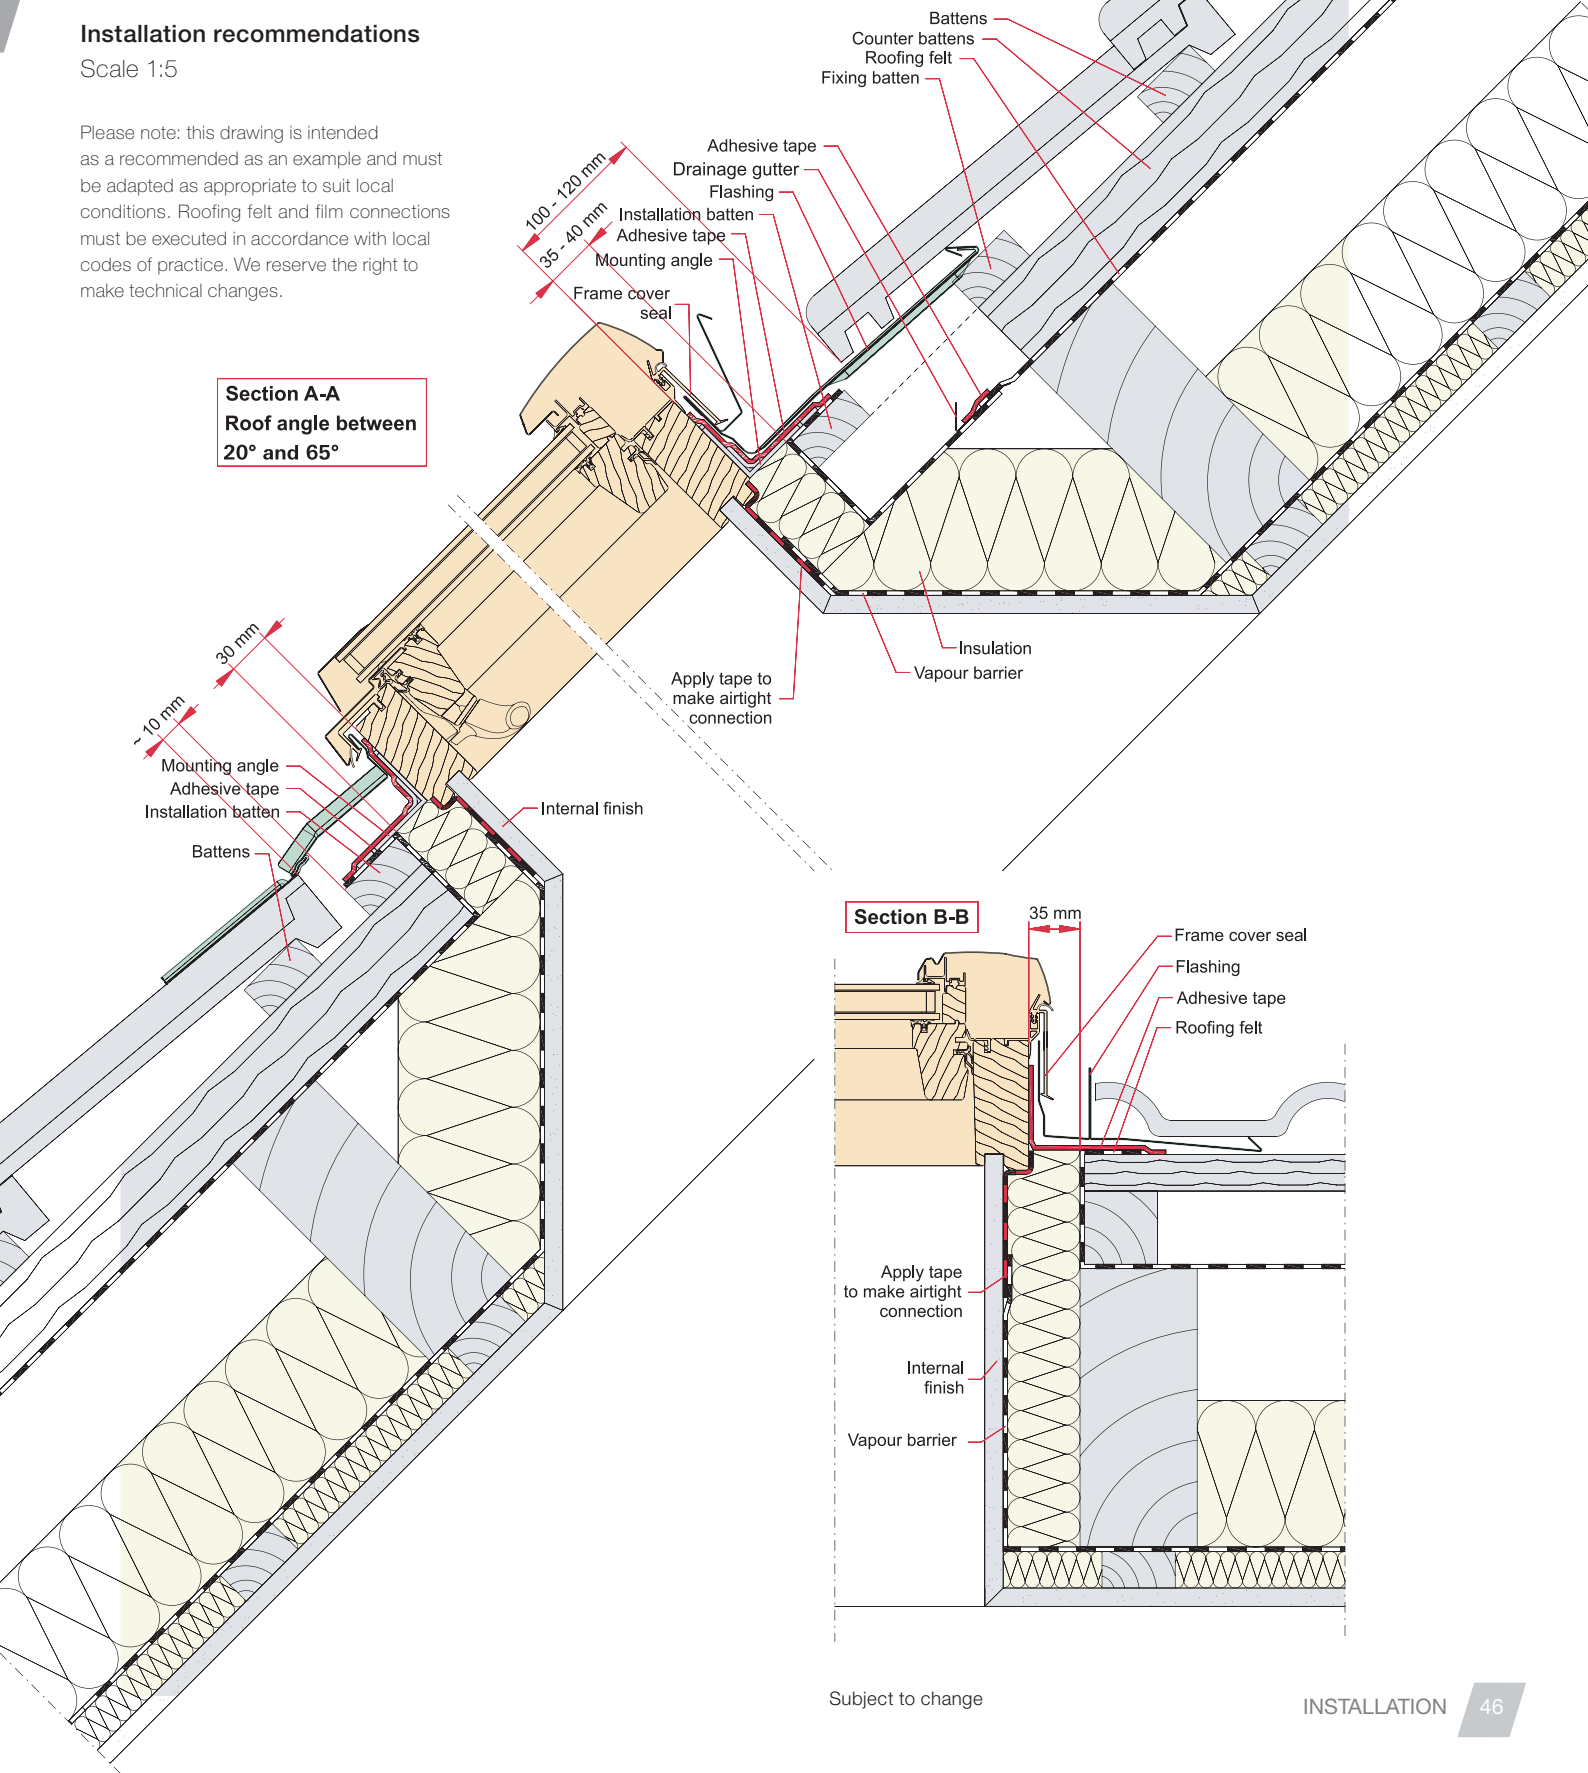 Installation recommendations
Scale 1:5
Please note: this drawing is intended
as a recommended as an example and must
be adapted as appropriate to suit local
conditions. Roofing felt and film connections
must be executed in accordance with local
codes of practice. We reserve the right to
make technical changes.
Section A-A
Roof angle between
20° and 65°
Battens
Counter battens
Roofing felt
Fixing batten
Adhesive tape
Drainage gutter
Flashing
Installation batten
Adhesive tape
Mounting angle
Frame cover
seal
100 - 120 mm
35 - 40 mm
Insulation
Vapour barrier
Apply tape to
make airtight
connection
30 mm
~ 10 mm
Mounting angle
Adhesive tape
Installation batten
Battens
Internal finish
Section B-B
35 mm
Frame cover seal
Flashing
Adhesive tape
Roofing felt
Apply tape
to make airtight
connection
Internal
finish
Vapour barrier
Subject to change
INSTALLATION 46